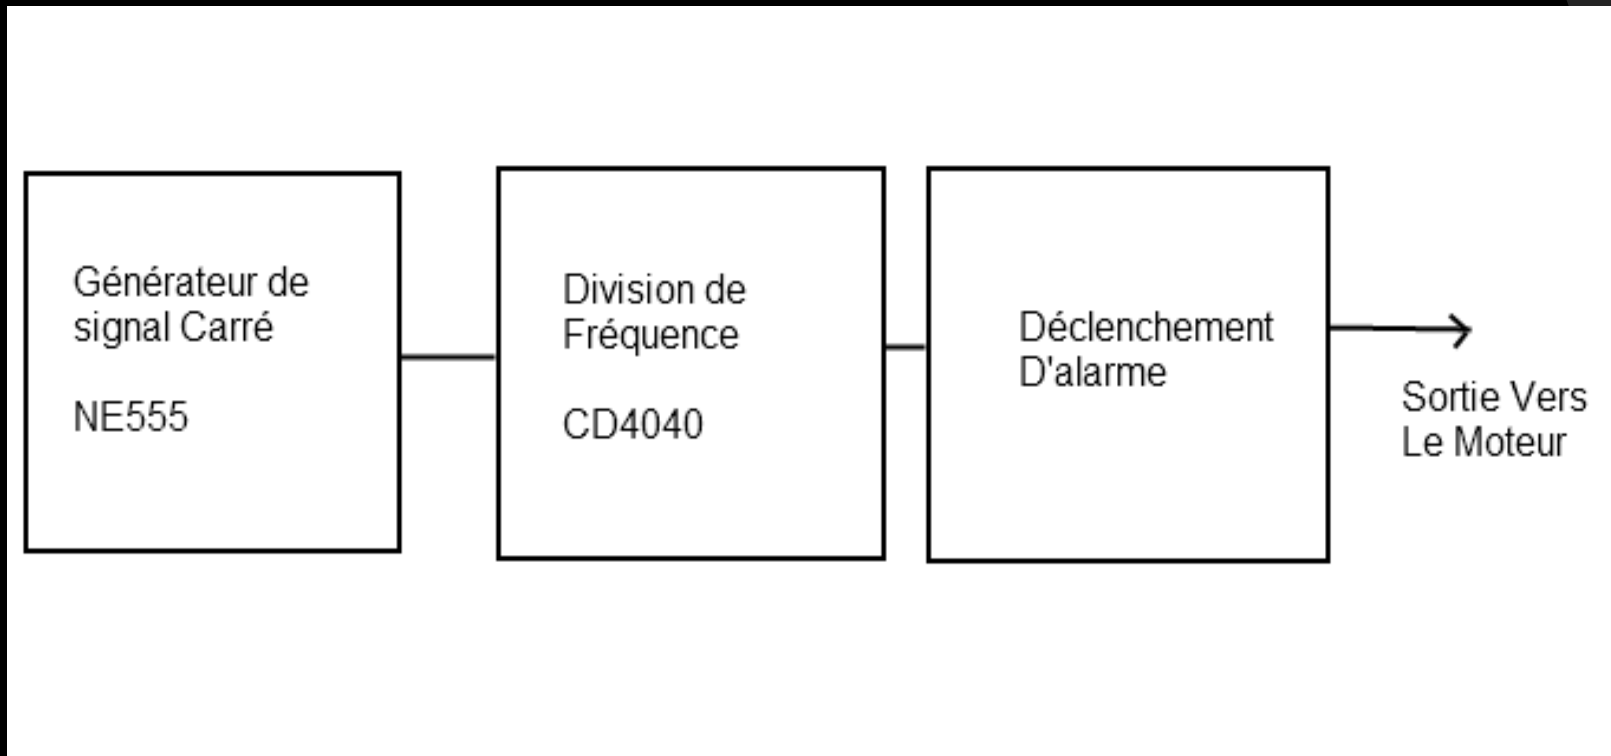 Générateur de
signal Carré
NE555
Division de
Fréquence
CD4040
Déclenchement
D'alarme
Sortie Vers
Le Moteur